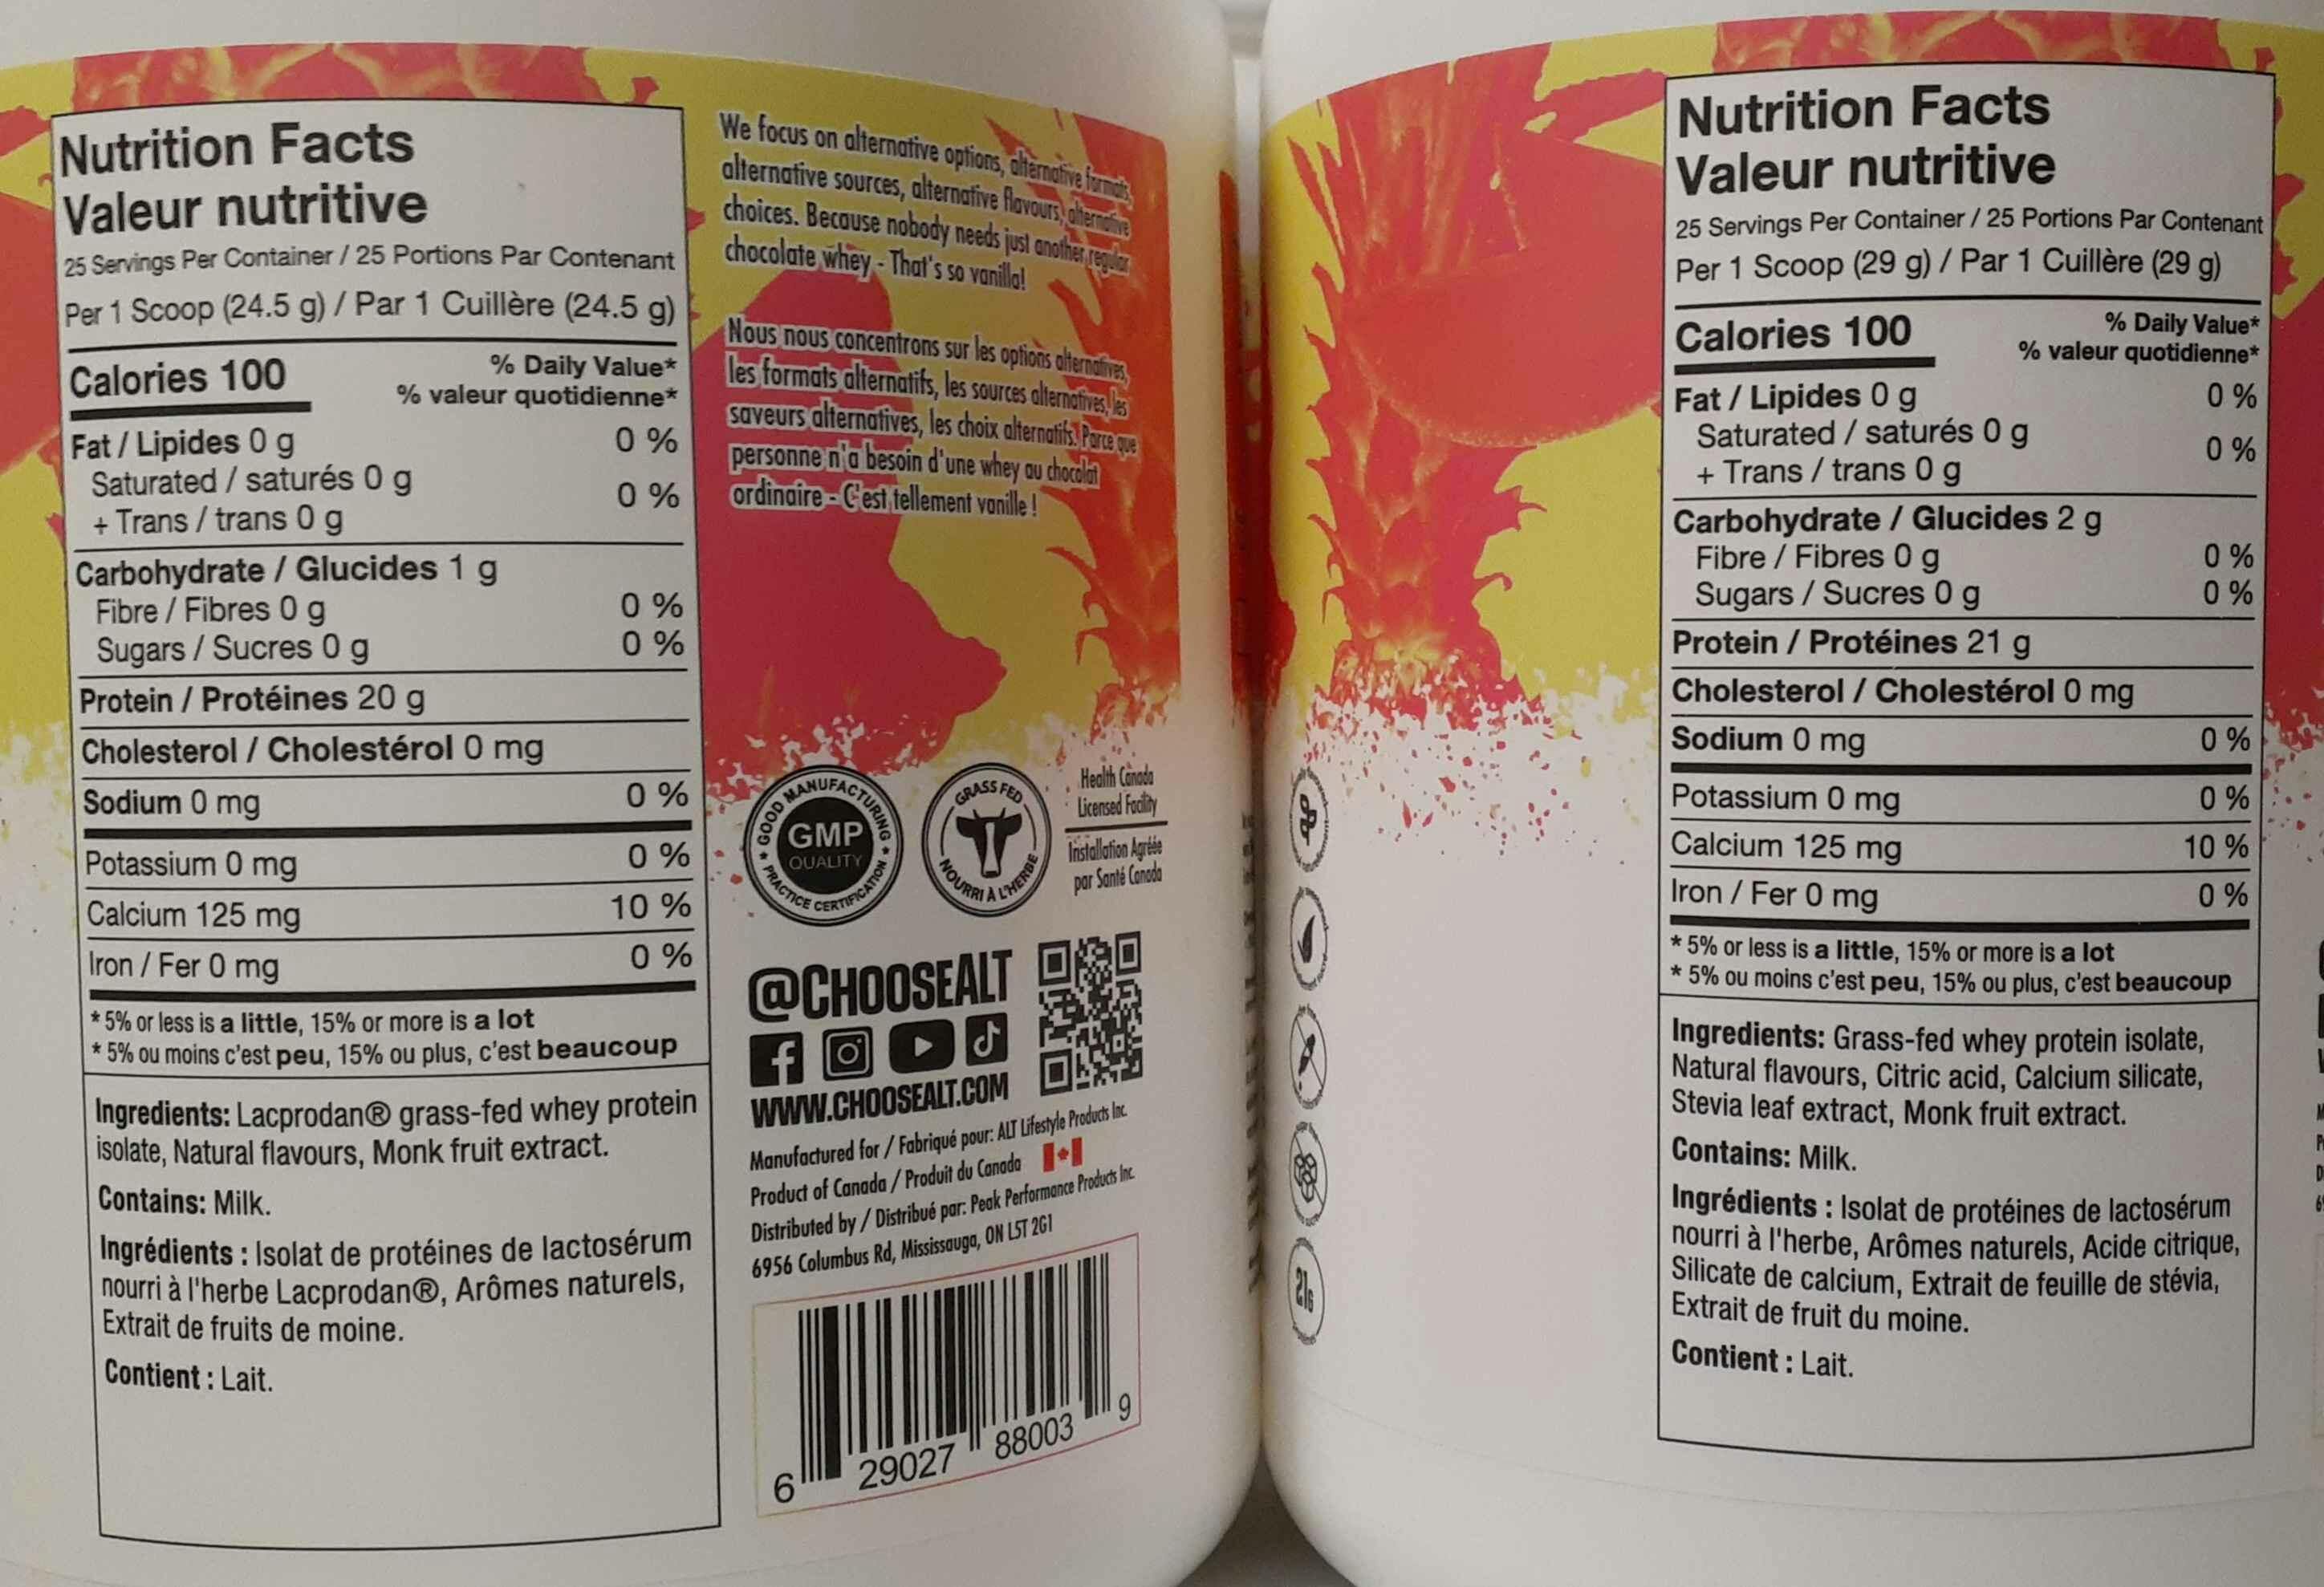 Nutrition Facts
Valeur nutritive
25 Servings Per Container / 25 Portions Par Contenant
Per 1 Scoop (24.5 g) / Par 1 Cuillère (24.5 g)
Calories 100
% Daily Value*
% valeur quotidienne*
Fat / Lipides 0 g 0 %
Saturated / saturés 0 g
+ Trans / trans 0 g 0 %
Carbohydrate / Glucides 1 g
Fibre / Fibres 0 g 0 %
Sugars / Sucres 0 g 0 %
Protein / Protéines 20 g
Cholesterol / Cholestérol 0 mg
Sodium 0 mg 0 %
Potassium 0 mg 0 %
Calcium 125 mg 10 %
Iron / Fer 0 mg 0 %
* 5% or less is a little, 15% or more is a lot
* 5% ou moins c'est peu, 15% ou plus, c'est beaucoup
Ingredients: Lacprodan® grass-fed whey protein
isolate, Natural flavours, Monk fruit extract.
Contains: Milk.
Ingrédients : Isolat de protéines de lactosérum
nourri à l'herbe Lacprodan®, Arômes naturels,
Extrait de fruits de moine.
Contient : Lait.
We focus on alternative options, alternative formats,
alternative sources, alternative flavours, alternative
choices. Because nobody needs just another regular
chocolate whey - That's so vanilla!
Nous nous concentrons sur les options alternatives,
les formats alternatifs, les sources alternatives, les
saveurs alternatives, les choix alternatifs. Parce que
personne n'a besoin d'une whey au chocolat
ordinaire - C'est tellement vanille !
GOOD MANUFACTURING
GMP
QUALITY
PRACTICE CERTIFICATION
GRASS FED
NOURRI À L'HERBE
Health Canada
Licensed Facility
Installation Agréée
par Santé Canada
@CHOOSEALT
WWW.CHOOSEALT.COM
Manufactured for / Fabriqué pour: ALT Lifestyle Products Inc.
Product of Canada / Produit du Canada
Distributed by / Distribué par: Peak Performance Products Inc.
6956 Columbus Rd, Mississauga, ON L5T 2G1
6 29027 88003 9
21G
Nutrition Facts
Valeur nutritive
25 Servings Per Container / 25 Portions Par Contenant
Per 1 Scoop (29 g) / Par 1 Cuillère (29 g)
Calories 100
% Daily Value*
% valeur quotidienne*
Fat / Lipides 0 g 0 %
Saturated / saturés 0 g
+ Trans / trans 0 g 0 %
Carbohydrate / Glucides 2 g
Fibre / Fibres 0 g 0 %
Sugars / Sucres 0 g 0 %
Protein / Protéines 21 g
Cholesterol / Cholestérol 0 mg
Sodium 0 mg 0 %
Potassium 0 mg 0 %
Calcium 125 mg 10 %
Iron / Fer 0 mg 0 %
* 5% or less is a little, 15% or more is a lot
* 5% ou moins c'est peu, 15% ou plus, c'est beaucoup
Ingredients: Grass-fed whey protein isolate,
Natural flavours, Citric acid, Calcium silicate,
Stevia leaf extract, Monk fruit extract.
Contains: Milk.
Ingrédients : Isolat de protéines de lactosérum
nourri à l'herbe, Arômes naturels, Acide citrique,
Silicate de calcium, Extrait de feuille de stévia,
Extrait de fruit du moine.
Contient : Lait.